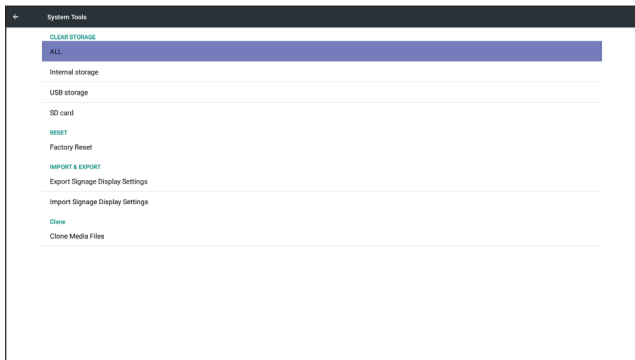 System Tools
CLEAR STORAGE
ALL
Internal storage
USB storage
SD card
RESET
Factory Reset
IMPORT & EXPORT
Export Signage Display Settings
Import Signage Display Settings
Clone
Clone Media Files